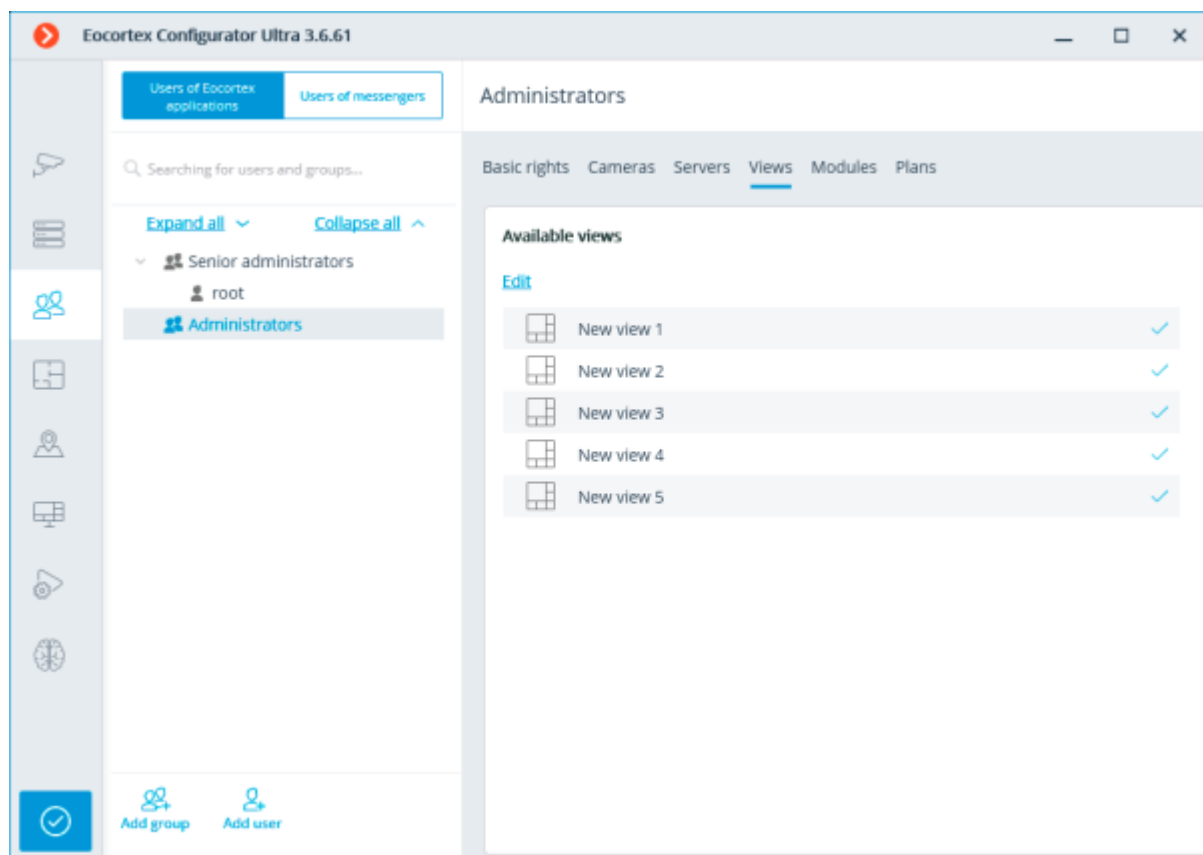 Eocortex Configurator Ultra 3.6.61
Users of Eocortex
applications
Users of messengers
Administrators
Searching for users and groups...
Basic rights Cameras Servers Views Modules Plans
Expand all
Collapse all
Available views
Senior administrators
Edit
root
Administrators
New view 1
New view 2
New view 3
New view 4
New view 5
Add group
Add user